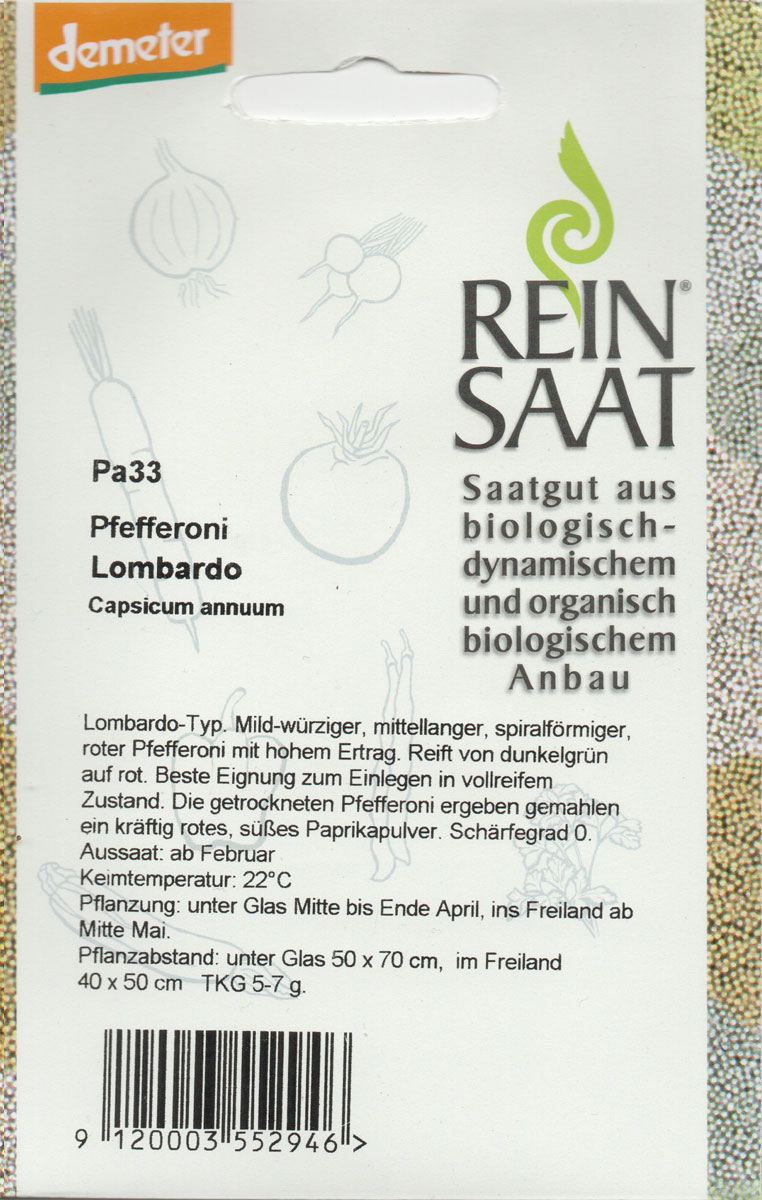 demeter
REIN®
SAAT
Saatgut aus
biologisch-
dynamischem
und organisch
biologischem
Anbau
Pa33
Pfefferoni
Lombardo
Capsicum annuum
Lombardo-Typ. Mild-würziger, mittellanger, spiralförmiger,
roter Pfefferoni mit hohem Ertrag. Reift von dunkelgrün
auf rot. Beste Eignung zum Einlegen in vollreifem
Zustand. Die getrockneten Pfefferoni ergeben gemahlen
ein kräftig rotes, süßes Paprikapulver. Schärfegrad 0.
Aussaat: ab Februar
Keimtemperatur: 22°C
Pflanzung: unter Glas Mitte bis Ende April, ins Freiland ab
Mitte Mai.
Pflanzabstand: unter Glas 50 x 70 cm, im Freiland
40 x 50 cm TKG 5-7 g.
9 120003 552946 >